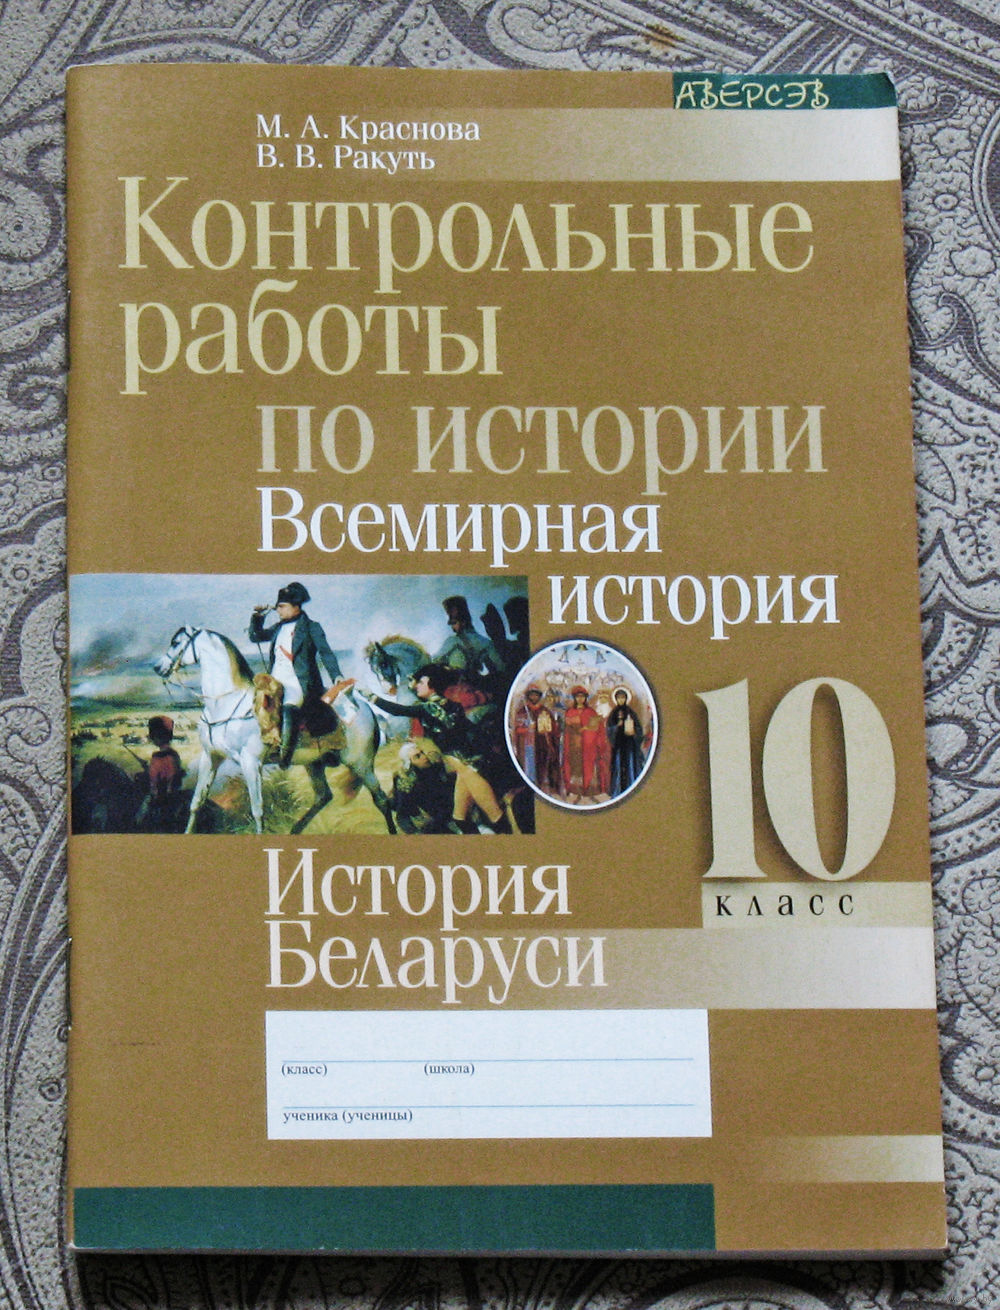 АВЕРСЭВ
М. А. Краснова
В. В. Ракуть
Контрольные
работы
по истории
Всемирная
история
10
класс
История
Беларуси
(класс) (школа)
ученика (ученицы)